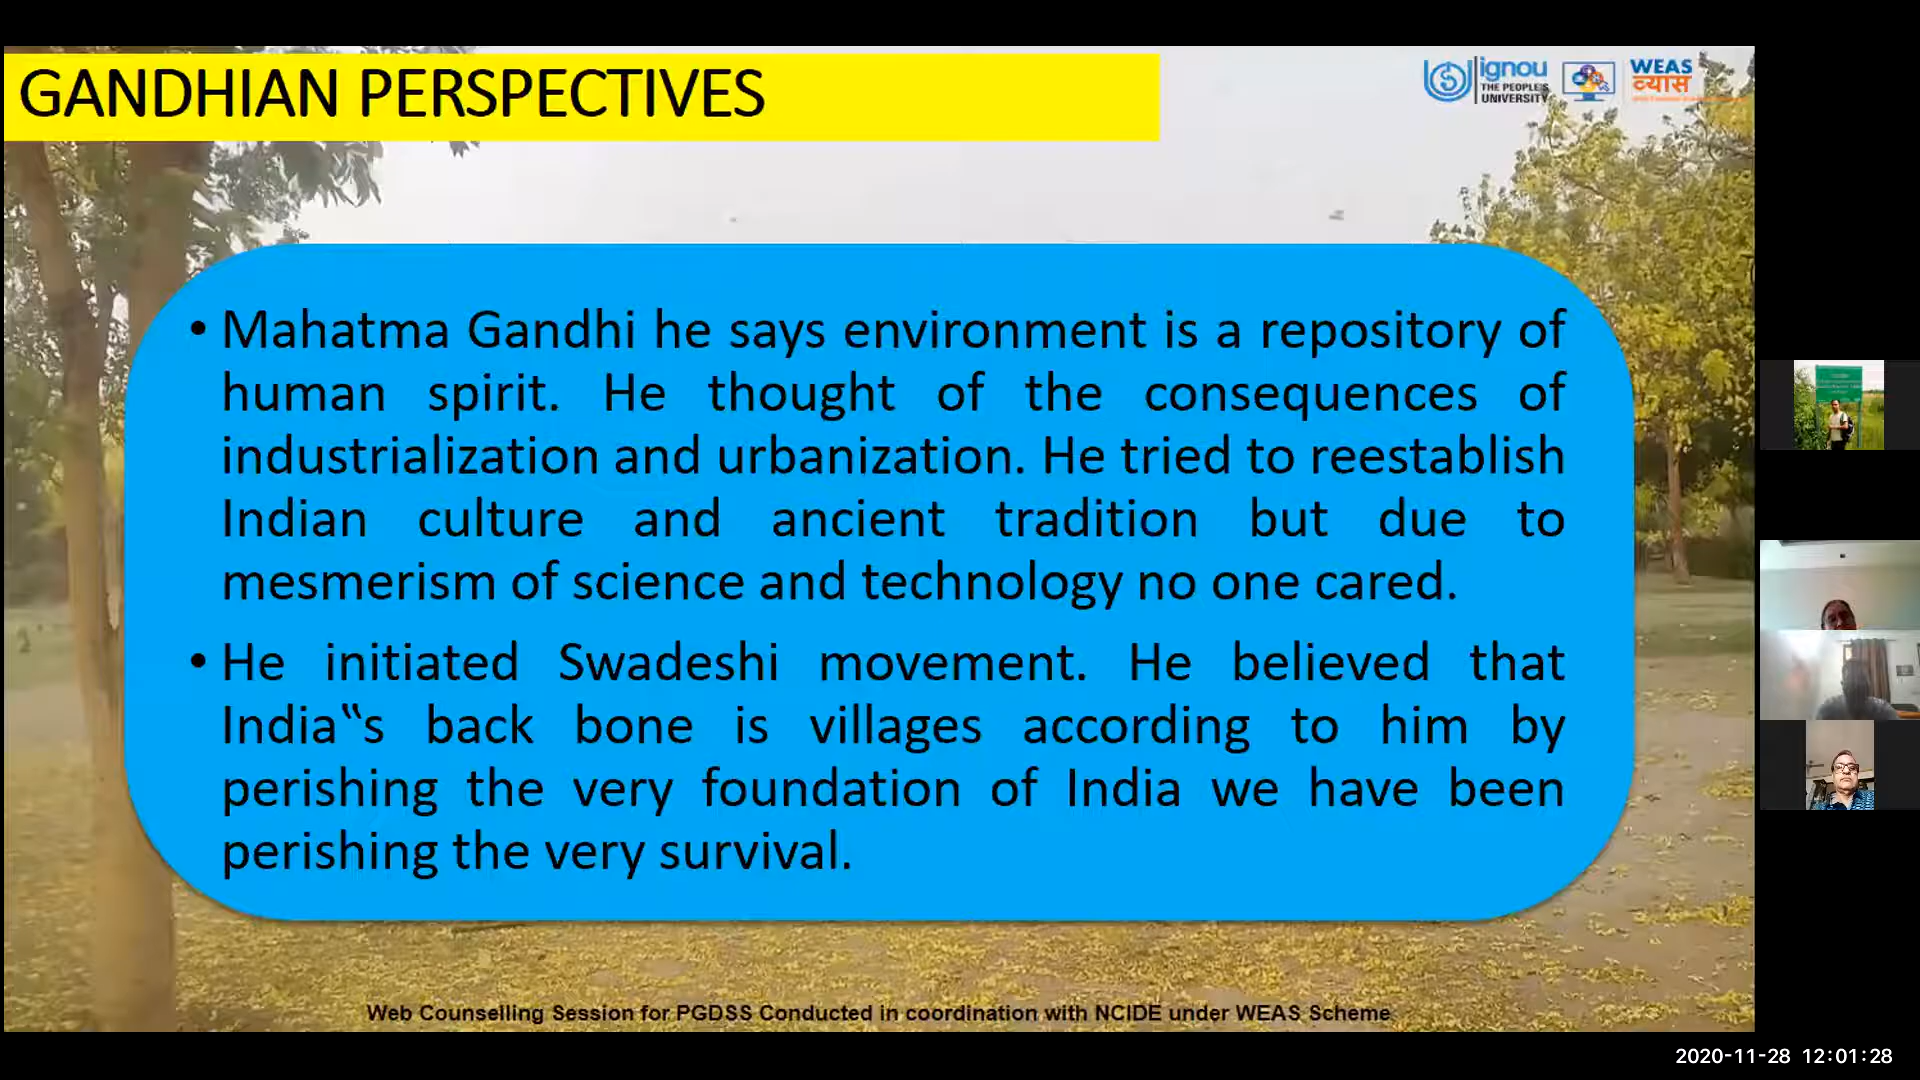 GANDHIAN PERSPECTIVES
ignou
THE PEOPLE'S
UNIVERSITY
WEAS
व्यास
• Mahatma Gandhi he says environment is a repository of
human spirit. He thought of the consequences of
industrialization and urbanization. He tried to reestablish
Indian culture and ancient tradition but due to
mesmerism of science and technology no one cared.
• He initiated Swadeshi movement. He believed that
India‟s back bone is villages according to him by
perishing the very foundation of India we have been
perishing the very survival.
Web Counselling Session for PGDSS Conducted in coordination with NCIDE under WEAS Scheme
2020-11-28 12:01:28